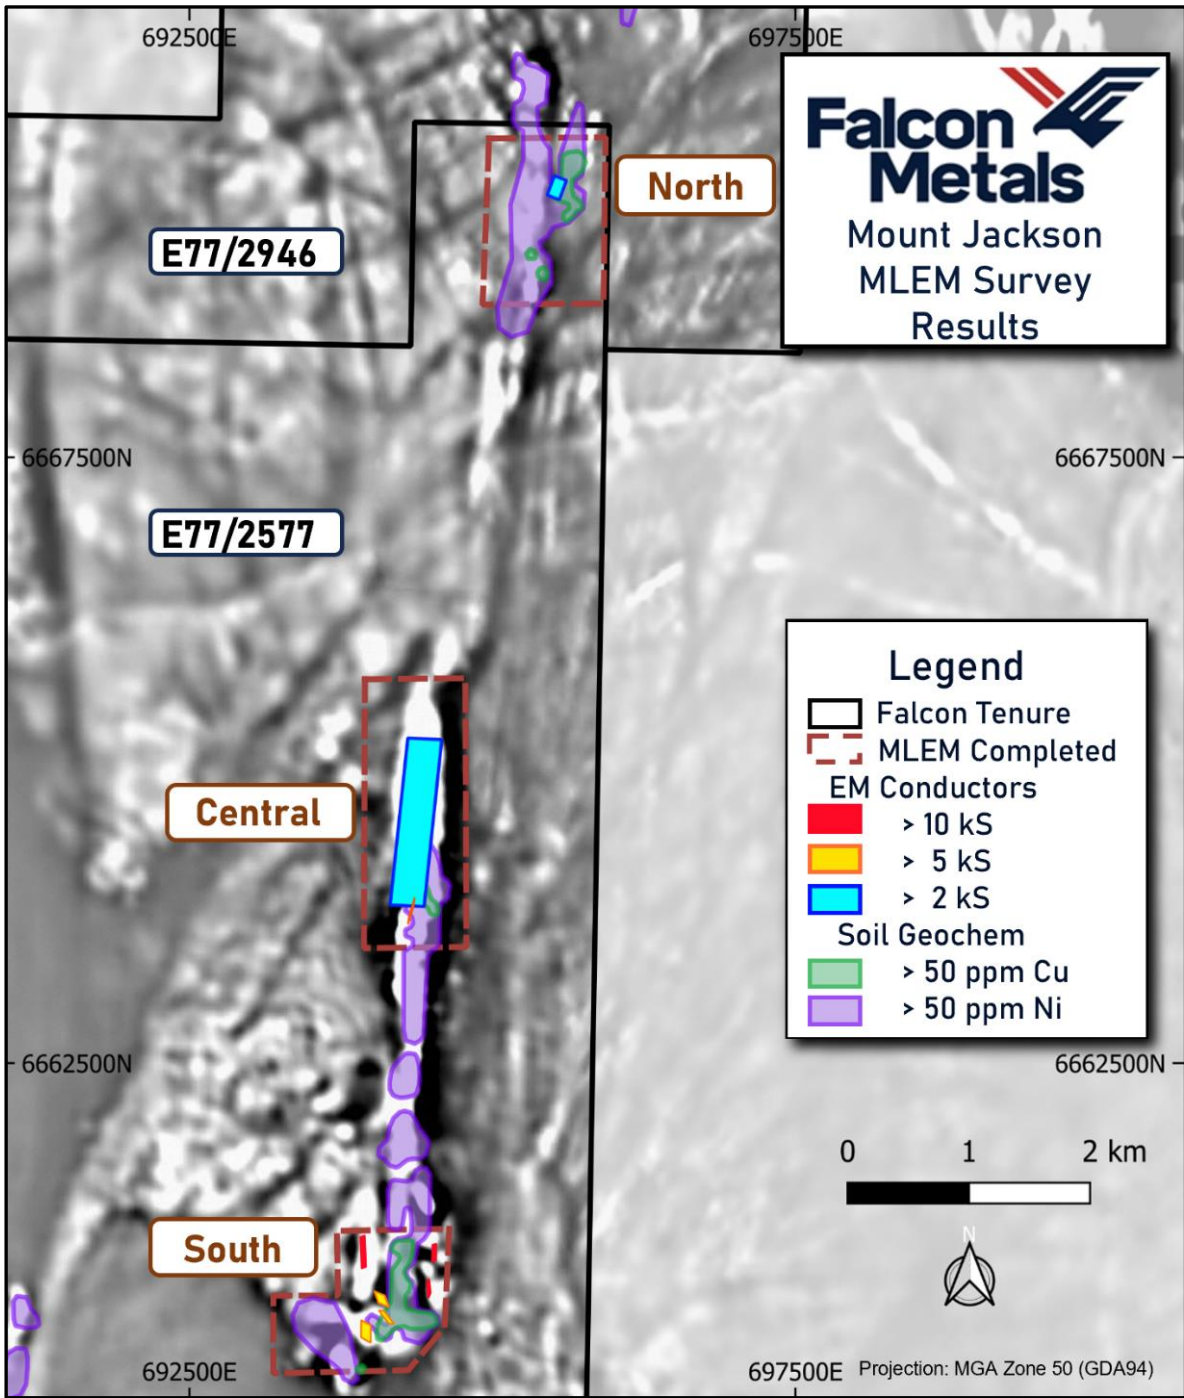 692500E
697500E
Falcon
Metals
Mount Jackson
MLEM Survey
Results
North
E77/2946
6667500N
6667500N
E77/2577
Legend
Falcon Tenure
MLEM Completed
EM Conductors
> 10 kS
> 5 kS
> 2 kS
Soil Geochem
> 50 ppm Cu
> 50 ppm Ni
Central
6662500N
6662500N
0 1 2 km
South
N
692500E
697500E
Projection: MGA Zone 50 (GDA94)